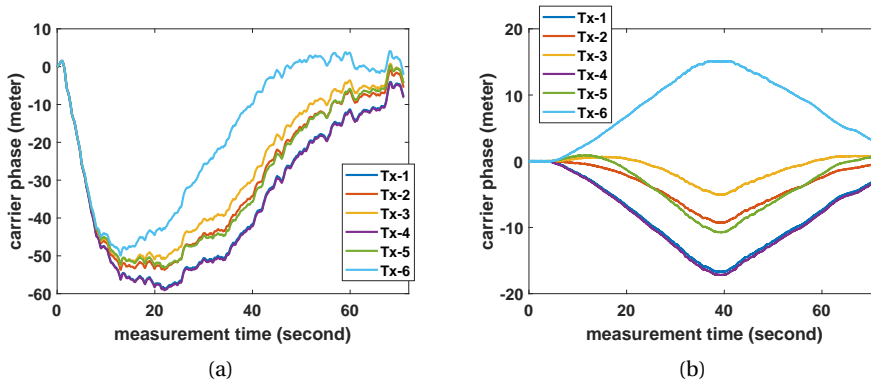 10
0
-10
-20
-30
-40
-50
-60
carrier phase (meter)
0 20 40 60
measurement time (second)
Tx-1
Tx-2
Tx-3
Tx-4
Tx-5
Tx-6
(a)
20
10
0
-10
-20
carrier phase (meter)
0 20 40 60
measurement time (second)
Tx-1
Tx-2
Tx-3
Tx-4
Tx-5
Tx-6
(b)